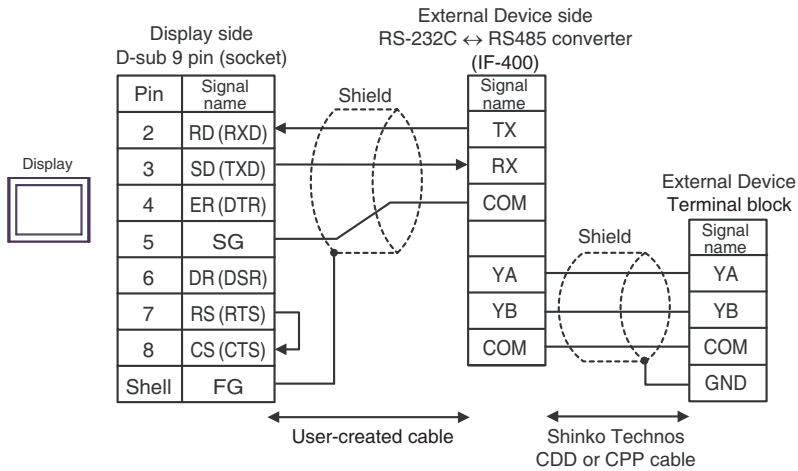 External Device side
RS-232C ↔ RS485 converter
(IF-400)
Display side
D-sub 9 pin (socket)
Display
Pin Signal name
2 RD (RXD)
3 SD (TXD)
4 ER (DTR)
5 SG
6 DR (DSR)
7 RS (RTS)
8 CS (CTS)
Shell FG
Shield
Signal name
TX
RX
COM
YA
YB
COM
Shield
External Device
Terminal block
Signal name
YA
YB
COM
GND
User-created cable
Shinko Technos
CDD or CPP cable